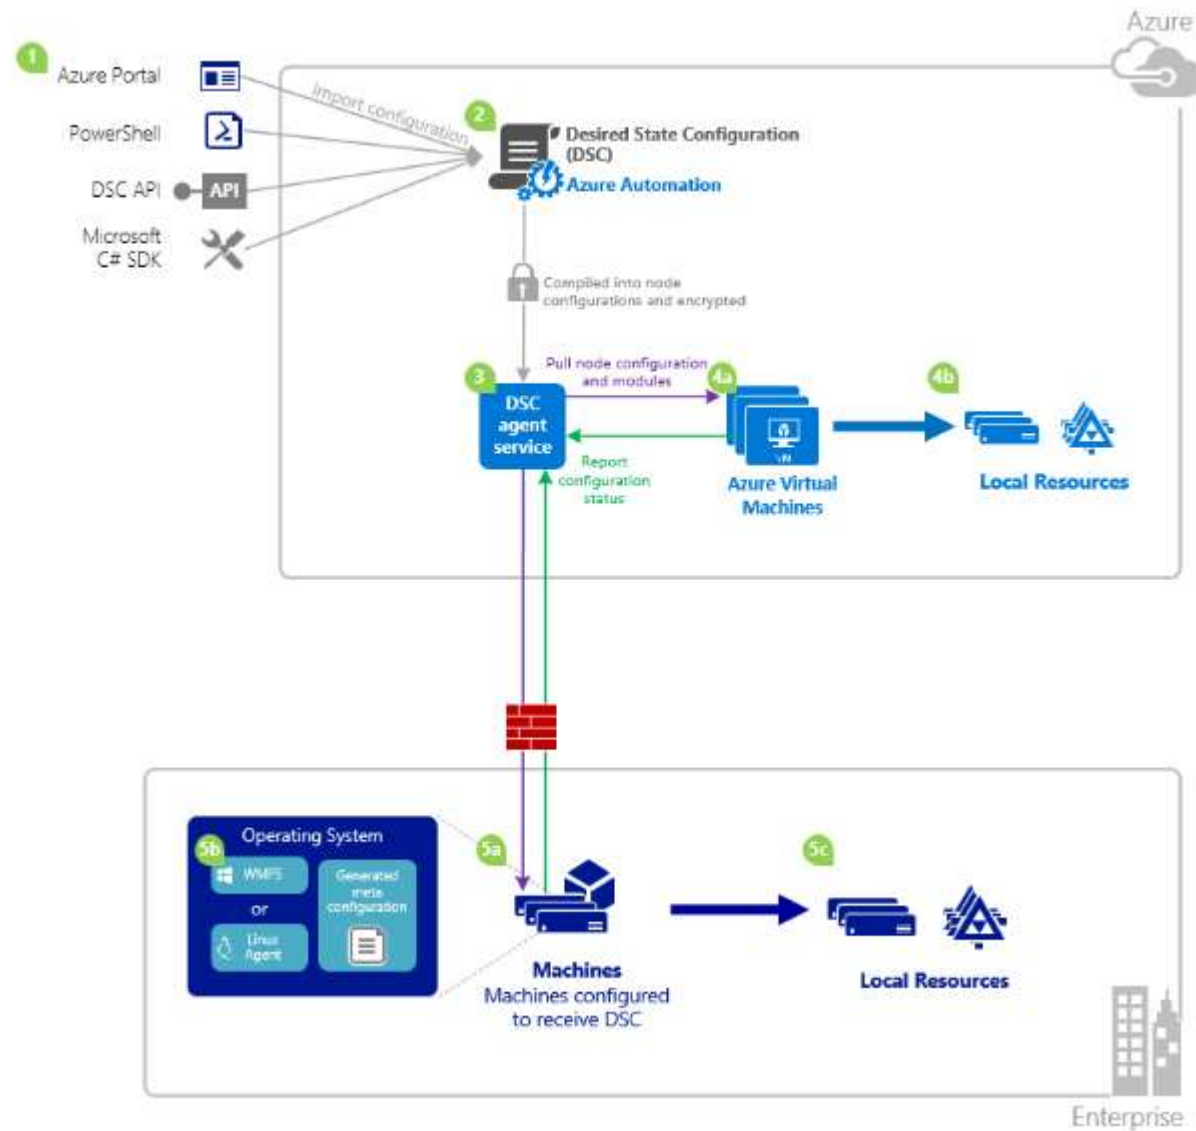 Azure
1
Azure Portal
PowerShell
DSC API
API
Microsoft
C# SDK
Import configuration
2
Desired State Configuration
(DSC)
Azure Automation
Compiled into node
configurations and encrypted
3
DSC
agent
service
Pull node configuration
and modules
Report
configuration
status
4a
VM
Azure Virtual
Machines
4b
Local Resources
Operating System
5b
WMF5
or
Linux
Agent
Generated
meta
configuration
5a
Machines
Machines configured
to receive DSC
5c
Local Resources
Enterprise